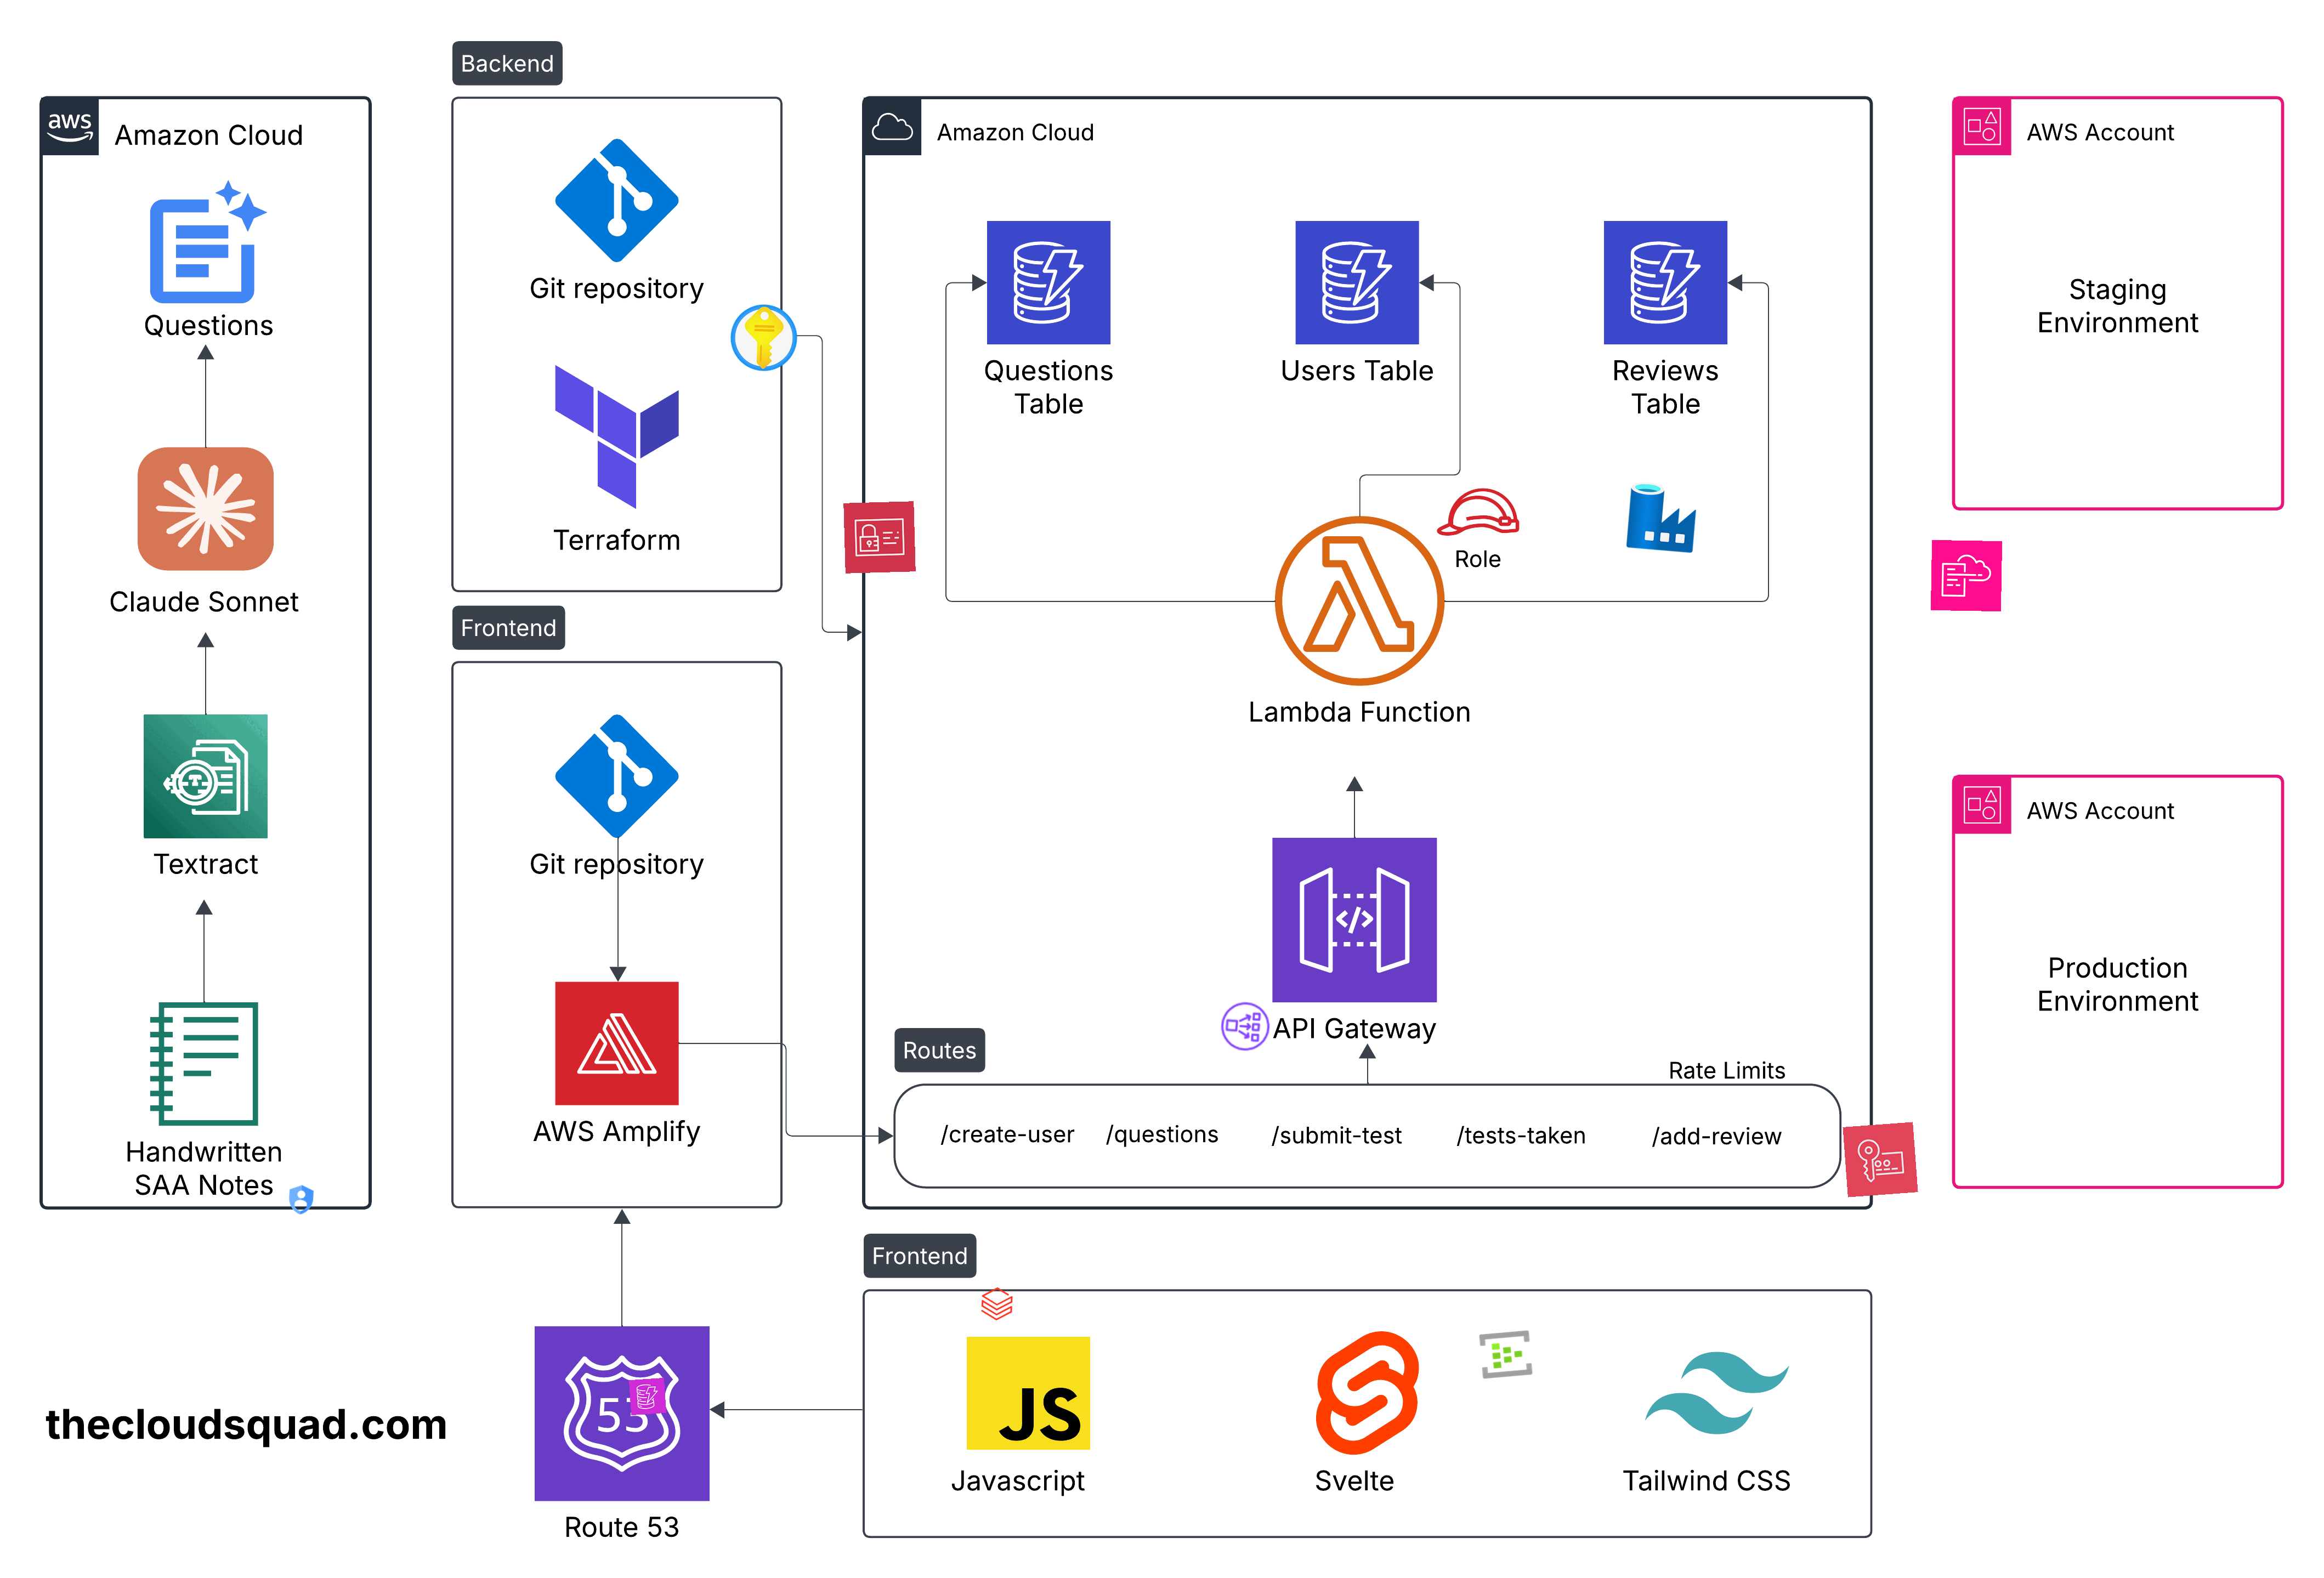 Backend
aws
Amazon Cloud
Questions
Claude Sonnet
Textract
Handwritten
SAA Notes
Git repository
Terraform
Frontend
Git repository
AWS Amplify
Amazon Cloud
Questions
Table
Users Table
Reviews
Table
Role
Lambda Function
API Gateway
Routes
Rate Limits
/create-user
/questions
/submit-test
/tests-taken
/add-review
AWS Account
Staging
Environment
AWS Account
Production
Environment
thecloudsquad.com
53
Route 53
Frontend
JS
Javascript
Svelte
Tailwind CSS